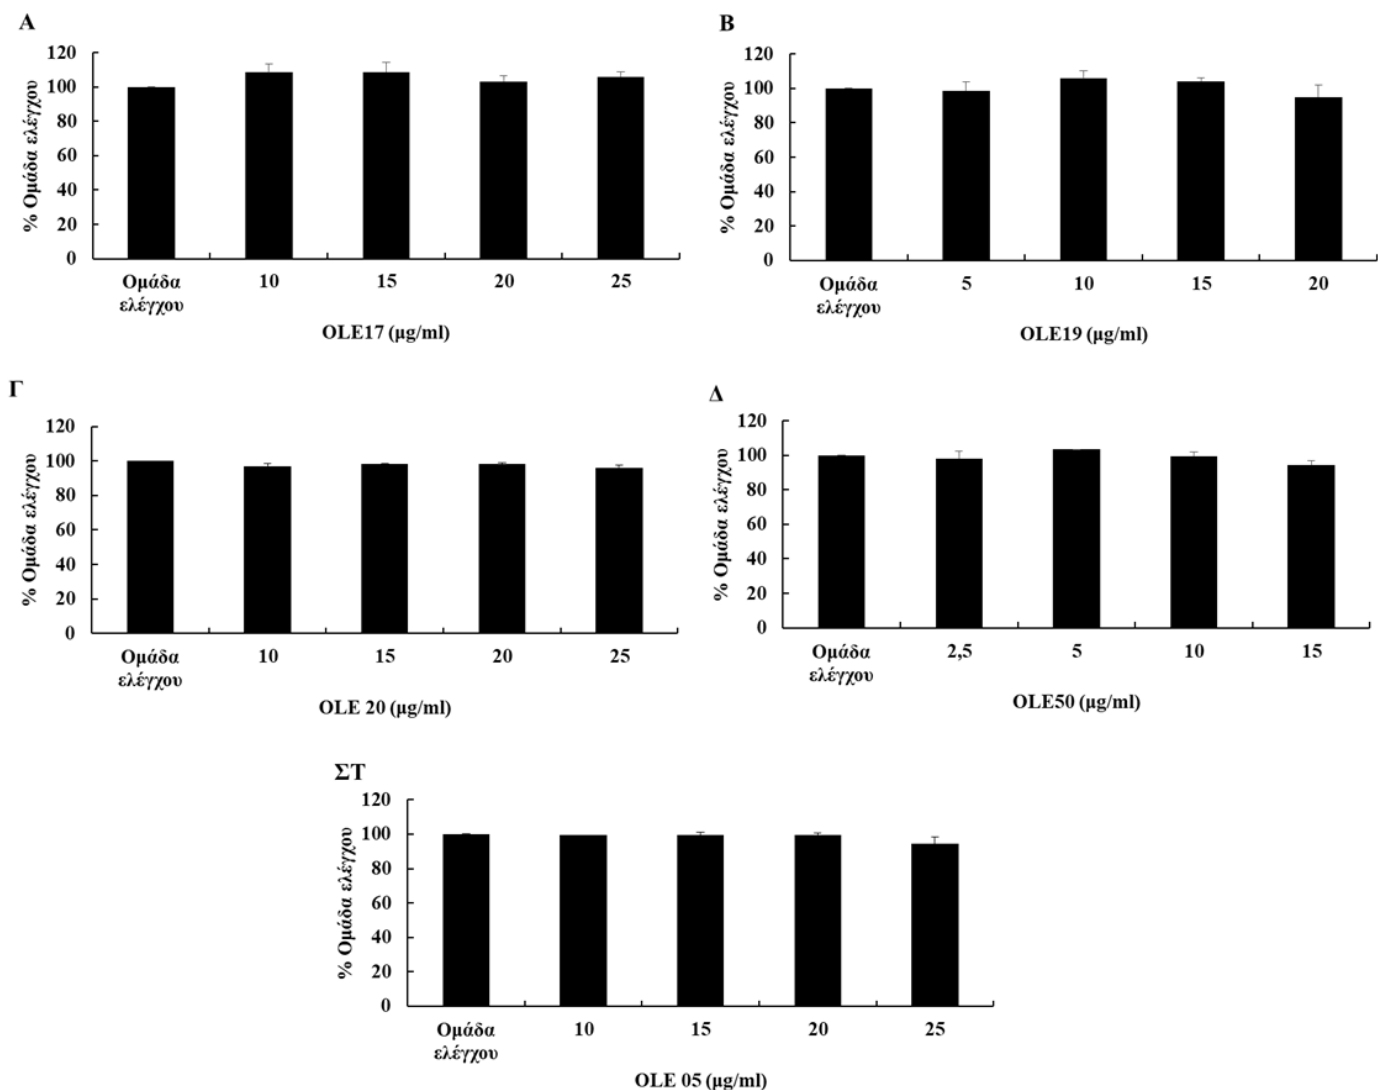 Α
% Ομάδα ελέγχου
120
100
80
60
40
20
0
Ομάδα
ελέγχου
10
15
20
25
OLE17 (μg/ml)
Β
% Ομάδα ελέγχου
120
100
80
60
40
20
0
Ομάδα
ελέγχου
5
10
15
20
OLE19 (μg/ml)
Γ
% Ομάδα ελέγχου
120
100
80
60
40
20
0
Ομάδα
ελέγχου
10
15
20
25
OLE 20 (μg/ml)
Δ
% Ομάδα ελέγχου
120
100
80
60
40
20
0
Ομάδα
ελέγχου
2,5
5
10
15
OLE50 (μg/ml)
ΣΤ
% Ομάδα ελέγχου
120
100
80
60
40
20
0
Ομάδα
ελέγχου
10
15
20
25
OLE 05 (μg/ml)